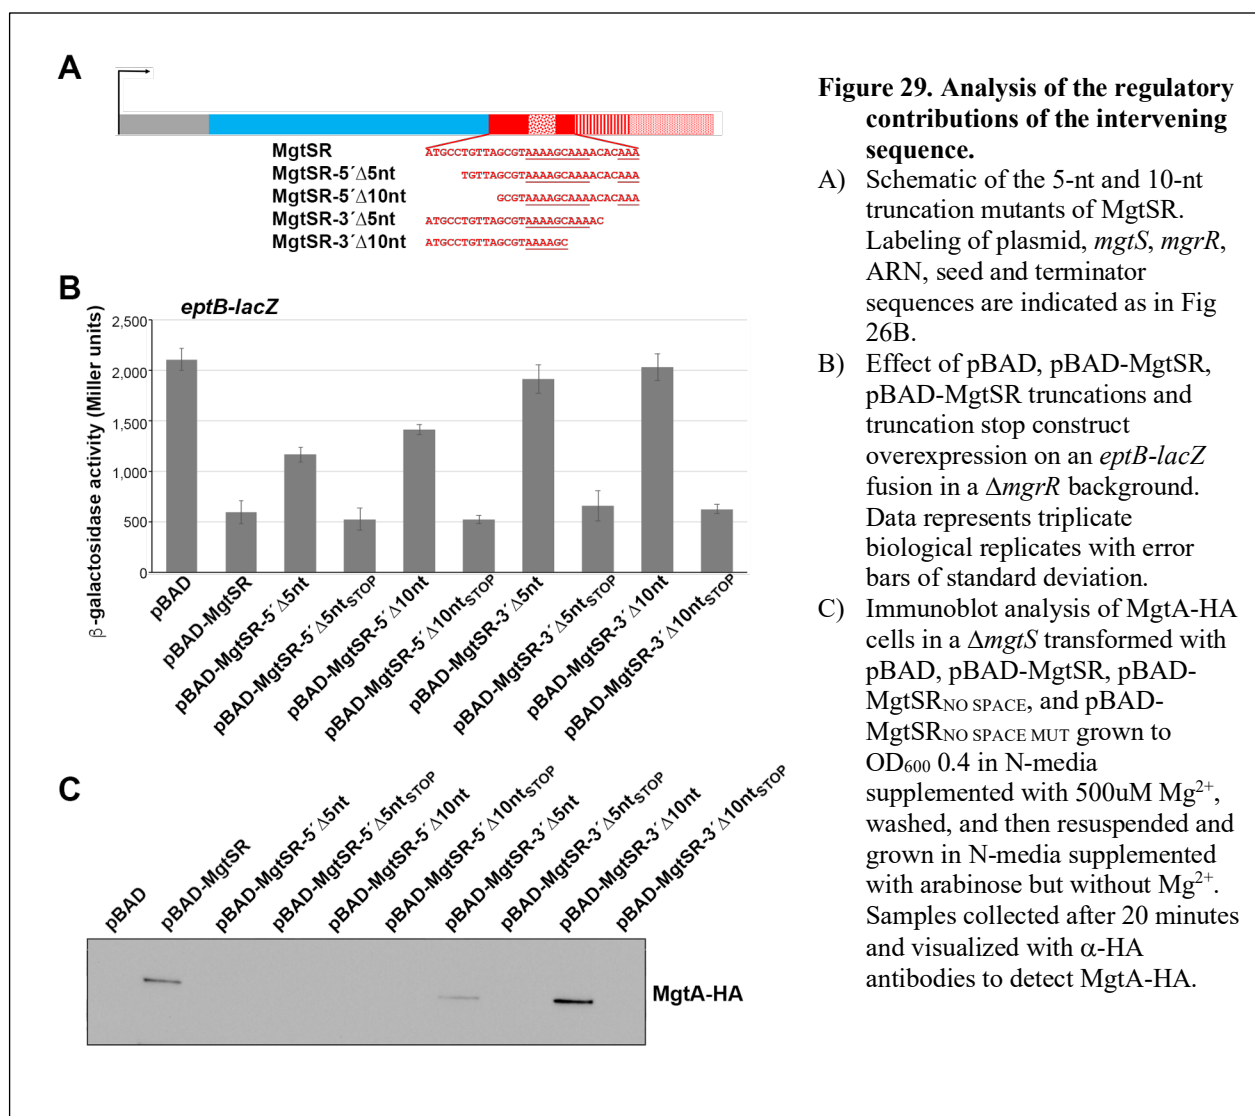 A
MgtSR ATGCCTGTTAGCGTAAAAGCAAAACACAAA
MgtSR-5´Δ5nt TGTTAGCGTAAAAGCAAAACACAAA
MgtSR-5´Δ10nt GCGTAAAAGCAAAACACAAA
MgtSR-3´Δ5nt ATGCCTGTTAGCGTAAAAGCAAAAC
MgtSR-3´Δ10nt ATGCCTGTTAGCGTAAAAGC
B
eptB-lacZ
β-galactosidase activity (Miller units)
2,500
2,000
1,500
1,000
500
0
pBAD
pBAD-MgtSR
pBAD-MgtSR-5´Δ5nt
pBAD-MgtSR-5´Δ5ntSTOP
pBAD-MgtSR-5´Δ10nt
pBAD-MgtSR-5´Δ10ntSTOP
pBAD-MgtSR-3´Δ5nt
pBAD-MgtSR-3´Δ5ntSTOP
pBAD-MgtSR-3´Δ10nt
pBAD-MgtSR-3´Δ10ntSTOP
C
pBAD
pBAD-MgtSR
pBAD-MgtSR-5´Δ5nt
pBAD-MgtSR-5´Δ5ntSTOP
pBAD-MgtSR-5´Δ10nt
pBAD-MgtSR-5´Δ10ntSTOP
pBAD-MgtSR-3´Δ5nt
pBAD-MgtSR-3´Δ5ntSTOP
pBAD-MgtSR-3´Δ10nt
pBAD-MgtSR-3´Δ10ntSTOP
MgtA-HA
Figure 29. Analysis of the regulatory
contributions of the intervening
sequence.
A) Schematic of the 5-nt and 10-nt
truncation mutants of MgtSR.
Labeling of plasmid, mgtS, mgrR,
ARN, seed and terminator
sequences are indicated as in Fig
26B.
B) Effect of pBAD, pBAD-MgtSR,
pBAD-MgtSR truncations and
truncation stop construct
overexpression on an eptB-lacZ
fusion in a ΔmgrR background.
Data represents triplicate
biological replicates with error
bars of standard deviation.
C) Immunoblot analysis of MgtA-HA
cells in a ΔmgtS transformed with
pBAD, pBAD-MgtSR, pBAD-
MgtSRNO SPACE, and pBAD-
MgtSRNO SPACE MUT grown to
OD600 0.4 in N-media
supplemented with 500uM Mg2+,
washed, and then resuspended and
grown in N-media supplemented
with arabinose but without Mg2+.
Samples collected after 20 minutes
and visualized with α-HA
antibodies to detect MgtA-HA.